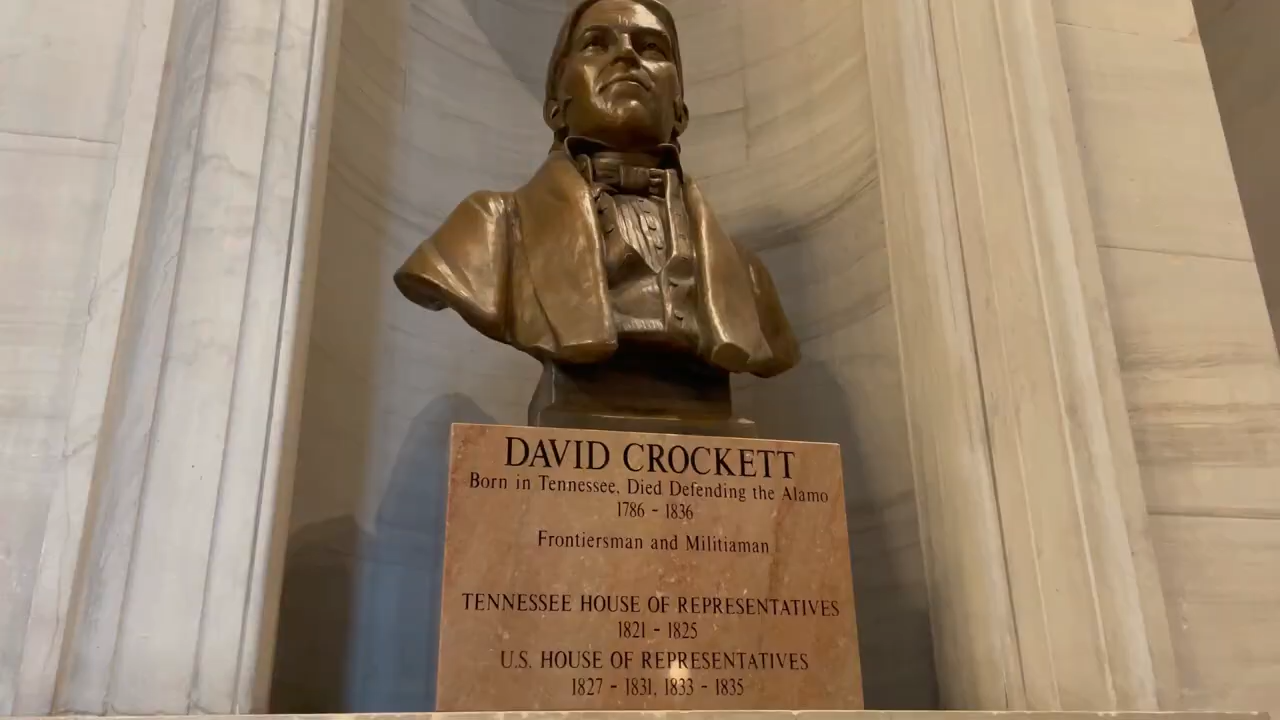 DAVID CROCKETT
Born in Tennessee, Died Defending the Alamo
1786 - 1836
Frontiersman and Militiaman
TENNESSEE HOUSE OF REPRESENTATIVES
1821 - 1825
U.S. HOUSE OF REPRESENTATIVES
1827 - 1831, 1833 - 1835